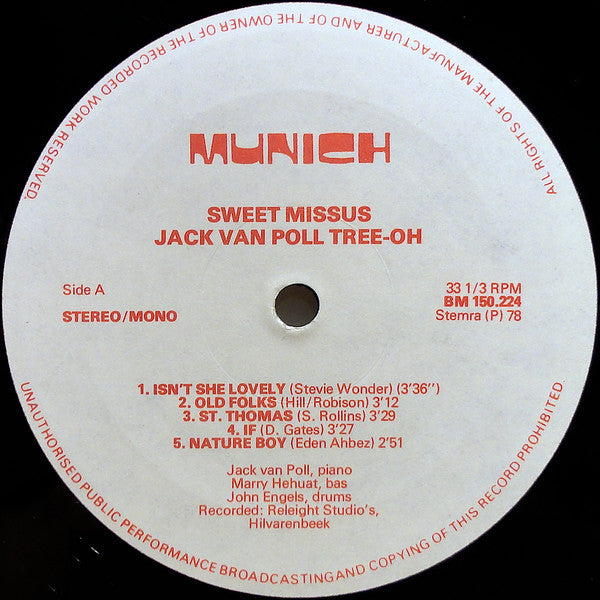 ALL RIGHTS OF THE MANUFACTURER AND OF THE OWNER OF THE RECORDED WORK RESERVED.
MUNICH
SWEET MISSUS
JACK VAN POLL TREE-OH
Side A
STEREO/MONO
33 1/3 RPM
BM 150.224
Stemra (P) 78
1. ISN'T SHE LOVELY (Stevie Wonder) (3'36'')
2. OLD FOLKS (Hill/Robison) 3'12
3. ST. THOMAS (S. Rollins) 3'29
4. IF (D. Gates) 3'27
5. NATURE BOY (Eden Ahbez) 2'51
Jack van Poll, piano
Marry Hehuat, bas
John Engels, drums
Recorded: Releight Studio's,
Hilvarenbeek
UNAUTHORISED PUBLIC PERFORMANCE BROADCASTINGAND COPYING OF THIS RECORD PROHIBITED.